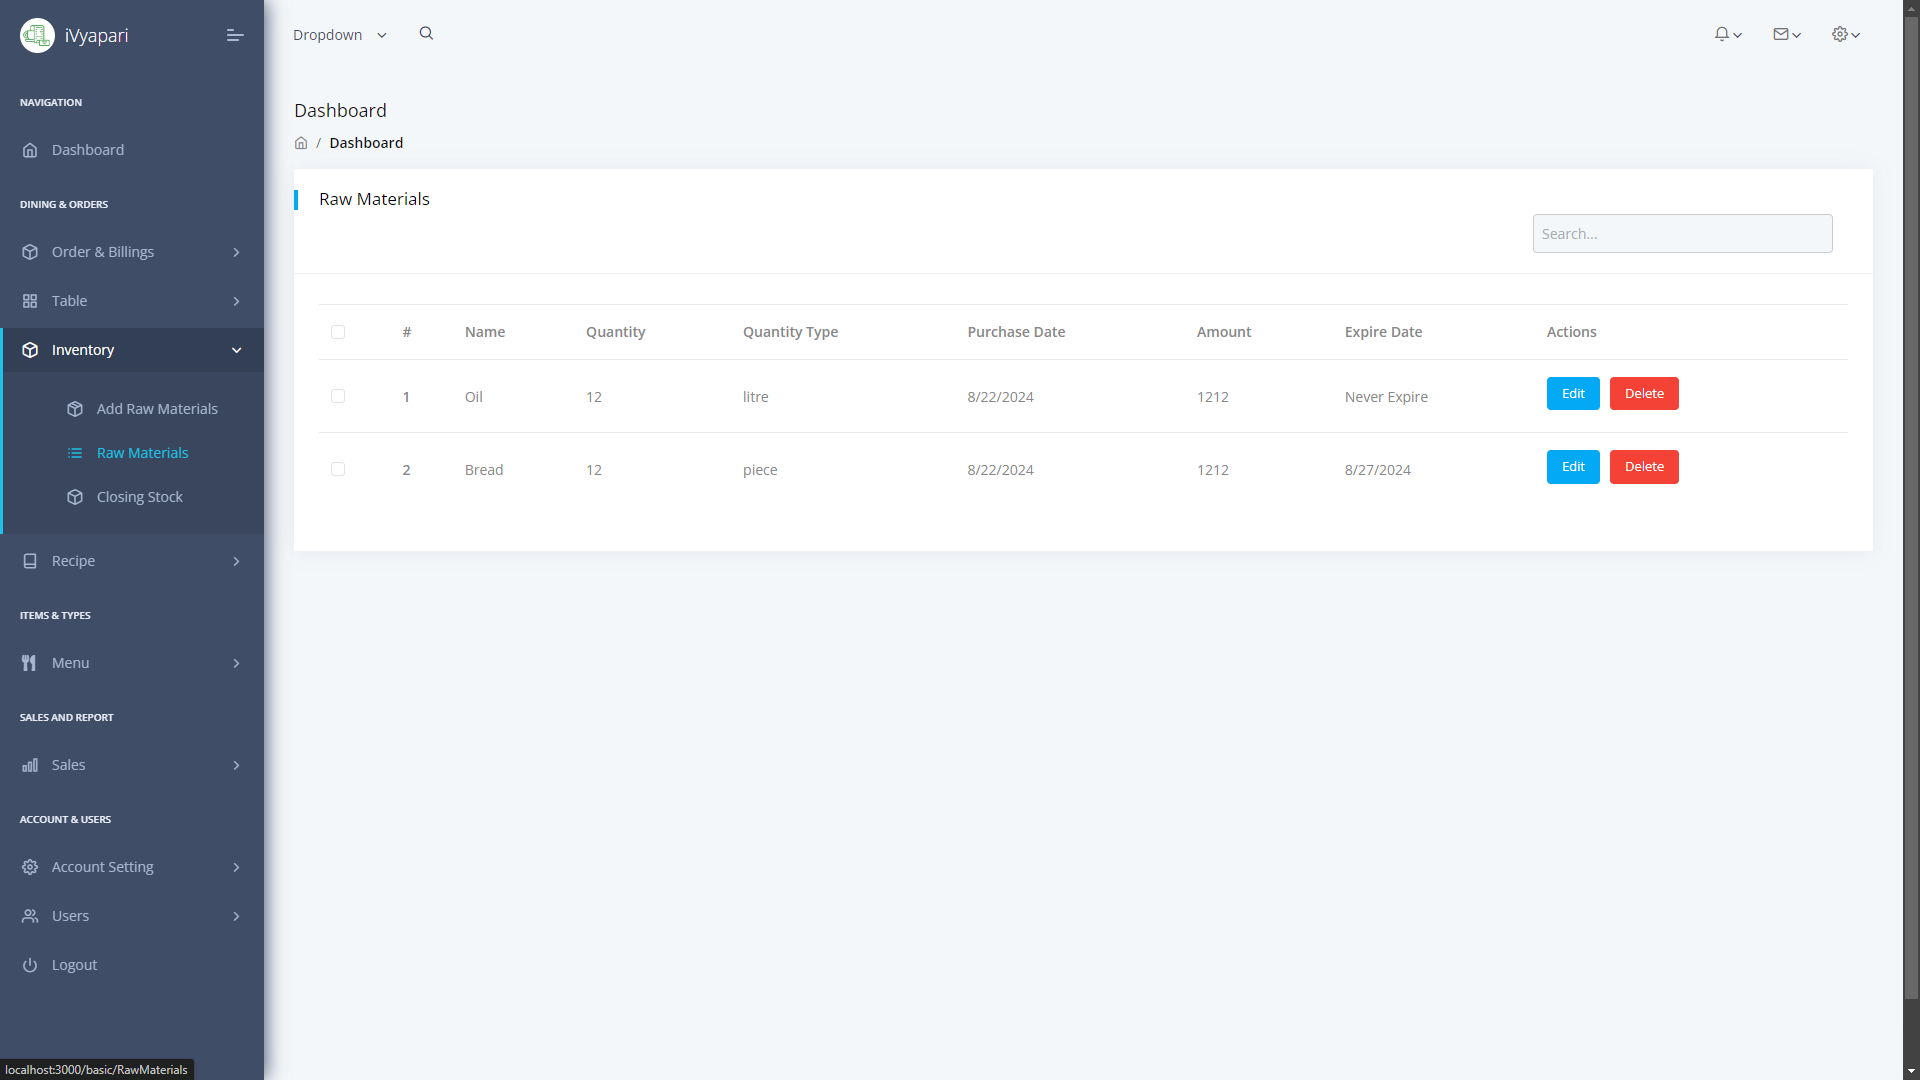 iVyapari
NAVIGATION
Dashboard
DINING & ORDERS
Order & Billings
Table
Inventory
Add Raw Materials
Raw Materials
Closing Stock
Recipe
ITEMS & TYPES
Menu
SALES AND REPORT
Sales
ACCOUNT & USERS
Account Setting
Users
Logout
localhost:3000/basic/RawMaterials
Dropdown
Dashboard
/ Dashboard
Raw Materials
Search...
# Name Quantity Quantity Type Purchase Date Amount Expire Date Actions
1 Oil 12 litre 8/22/2024 1212 Never Expire Edit Delete
2 Bread 12 piece 8/22/2024 1212 8/27/2024 Edit Delete